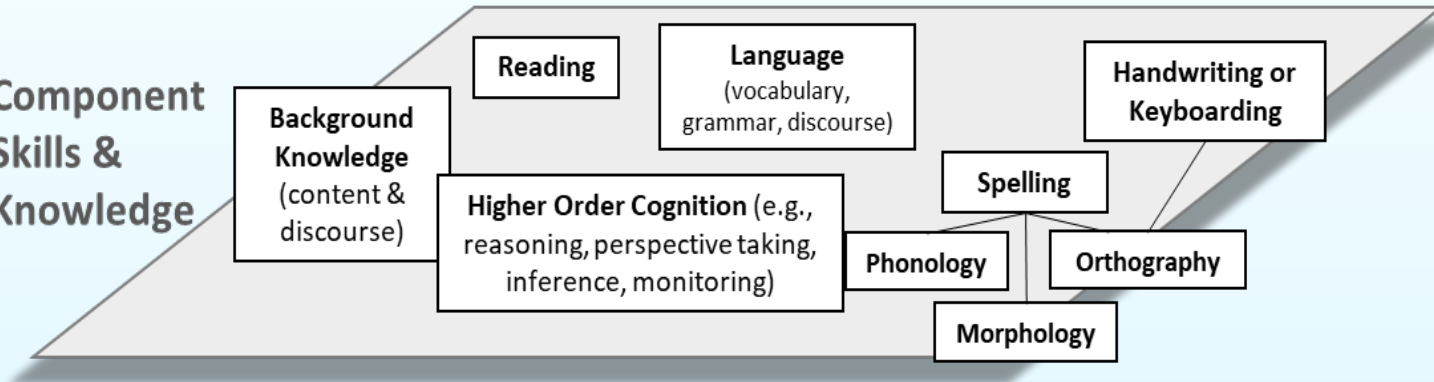 Component
Skills &
Knowledge
Background
Knowledge
(content &
discourse)
Reading
Language
(vocabulary,
grammar, discourse)
Handwriting or
Keyboarding
Higher Order Cognition (e.g.,
reasoning, perspective taking,
inference, monitoring)
Spelling
Phonology
Orthography
Morphology